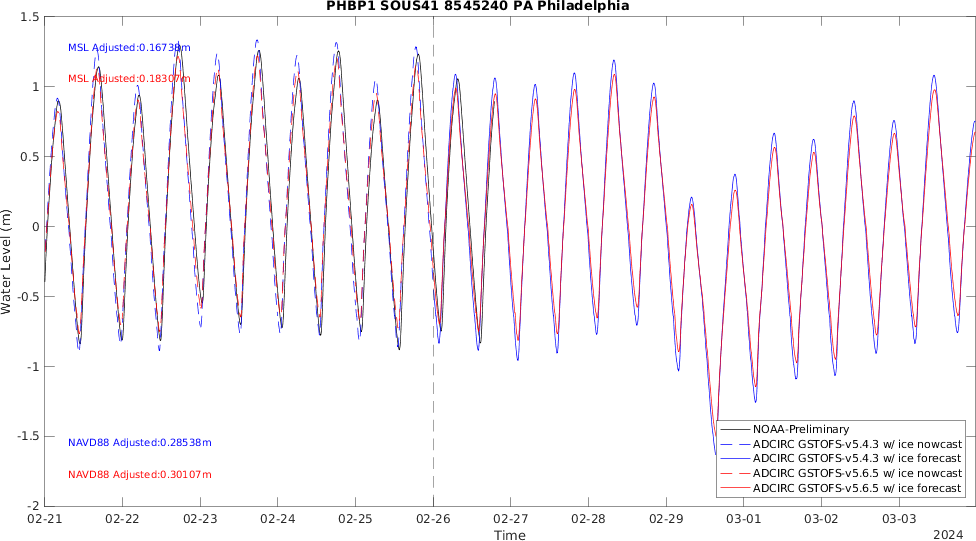 PHBP1 SOUS41 8545240 PA Philadelphia
1.5
1
0.5
0
-0.5
-1
-1.5
-2
Water Level (m)
MSL Adjusted:0.16738m
MSL Adjusted:0.18307m
NAVD88 Adjusted:0.28538m
NAVD88 Adjusted:0.30107m
NOAA-Preliminary
ADCIRC GSTOFS-v5.4.3 w/ ice nowcast
ADCIRC GSTOFS-v5.4.3 w/ ice forecast
ADCIRC GSTOFS-v5.6.5 w/ ice nowcast
ADCIRC GSTOFS-v5.6.5 w/ ice forecast
02-21 02-22 02-23 02-24 02-25 02-26 02-27 02-28 02-29 03-01 03-02 03-03
Time
2024